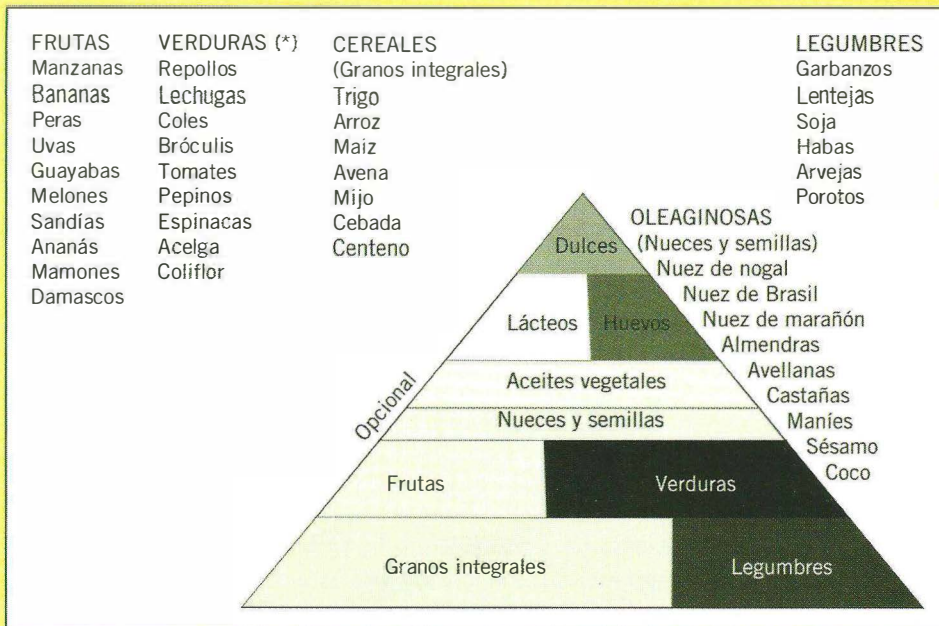 FRUTAS
Manzanas
Bananas
Peras
Uvas
Guayabas
Melones
Sandías
Ananás
Mamones
Damascos
VERDURAS (*)
Repollos
Lechugas
Coles
Bróculis
Tomates
Pepinos
Espinacas
Acelga
Coliflor
CEREALES
(Granos integrales)
Trigo
Arroz
Maiz
Avena
Mijo
Cebada
Centeno
LEGUMBRES
Garbanzos
Lentejas
Soja
Habas
Arvejas
Porotos
OLEAGINOSAS
(Nueces y semillas)
Nuez de nogal
Nuez de Brasil
Nuez de marañón
Almendras
Avellanas
Castañas
Maníes
Sésamo
Coco
Dulces
Lácteos
Huevos
Opcional
Aceites vegetales
Nueces y semillas
Frutas
Verduras
Granos integrales
Legumbres